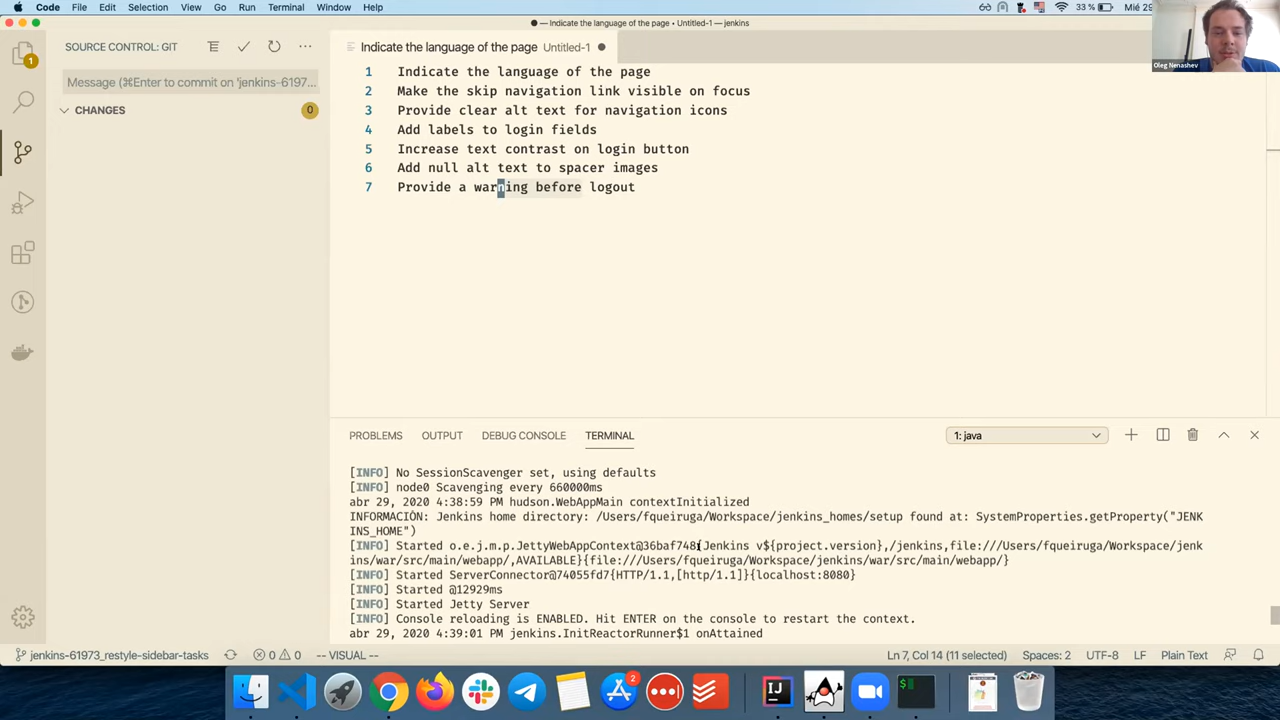 Code File Edit Selection View Go Run Terminal Window Help 33 % Mié 29
— Indicate the language of the page • Untitled-1 — jenkins
Oleg Nenashev
SOURCE CONTROL: GIT
Indicate the language of the page Untitled-1
1
Message (⌘Enter to commit on 'jenkins-6197...
CHANGES 0
1 Indicate the language of the page
2 Make the skip navigation link visible on focus
3 Provide clear alt text for navigation icons
4 Add labels to login fields
5 Increase text contrast on login button
6 Add null alt text to spacer images
7 Provide a warning before logout
PROBLEMS OUTPUT DEBUG CONSOLE TERMINAL 1: java
[INFO] No SessionScavenger set, using defaults
[INFO] node0 Scavenging every 660000ms
abr 29, 2020 4:38:59 PM hudson.WebAppMain contextInitialized
INFORMACIÓN: Jenkins home directory: /Users/fqueiruga/Workspace/jenkins_homes/setup found at: SystemProperties.getProperty("JENK
INS_HOME")
[INFO] Started o.e.j.m.p.JettyWebAppContext@36baf748{Jenkins v${project.version},/jenkins,file:///Users/fqueiruga/Workspace/jenk
ins/war/src/main/webapp/,AVAILABLE}{file:///Users/fqueiruga/Workspace/jenkins/war/src/main/webapp/}
[INFO] Started ServerConnector@74055fd7{HTTP/1.1,[http/1.1]}{localhost:8080}
[INFO] Started @12929ms
[INFO] Started Jetty Server
[INFO] Console reloading is ENABLED. Hit ENTER on the console to restart the context.
abr 29, 2020 4:39:01 PM jenkins.InitReactorRunner$1 onAttained
jenkins-61973_restyle-sidebar-tasks 0 0 -- VISUAL -- Ln 7, Col 14 (11 selected) Spaces: 2 UTF-8 LF Plain Text
2